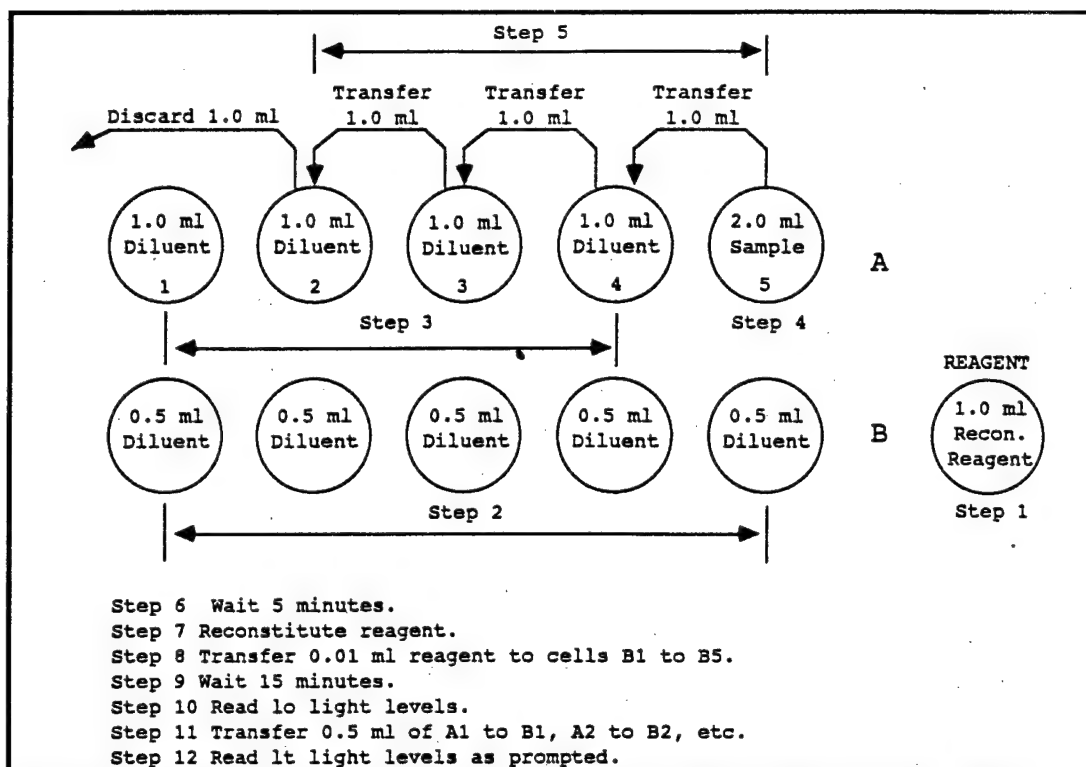 Step 5
Transfer Transfer Transfer
Discard 1.0 ml 1.0 ml 1.0 ml 1.0 ml
1.0 ml 1.0 ml 1.0 ml 1.0 ml 2.0 ml
Diluent Diluent Diluent Diluent Sample
A
1 2 3 4 5
Step 3 Step 4
REAGENT
0.5 ml 0.5 ml 0.5 ml 0.5 ml 0.5 ml
Diluent Diluent Diluent Diluent Diluent
B
1.0 ml
Recon.
Reagent
Step 2 Step 1
Step 6 Wait 5 minutes.
Step 7 Reconstitute reagent.
Step 8 Transfer 0.01 ml reagent to cells B1 to B5.
Step 9 Wait 15 minutes.
Step 10 Read lo light levels.
Step 11 Transfer 0.5 ml of A1 to B1, A2 to B2, etc.
Step 12 Read lt light levels as prompted.